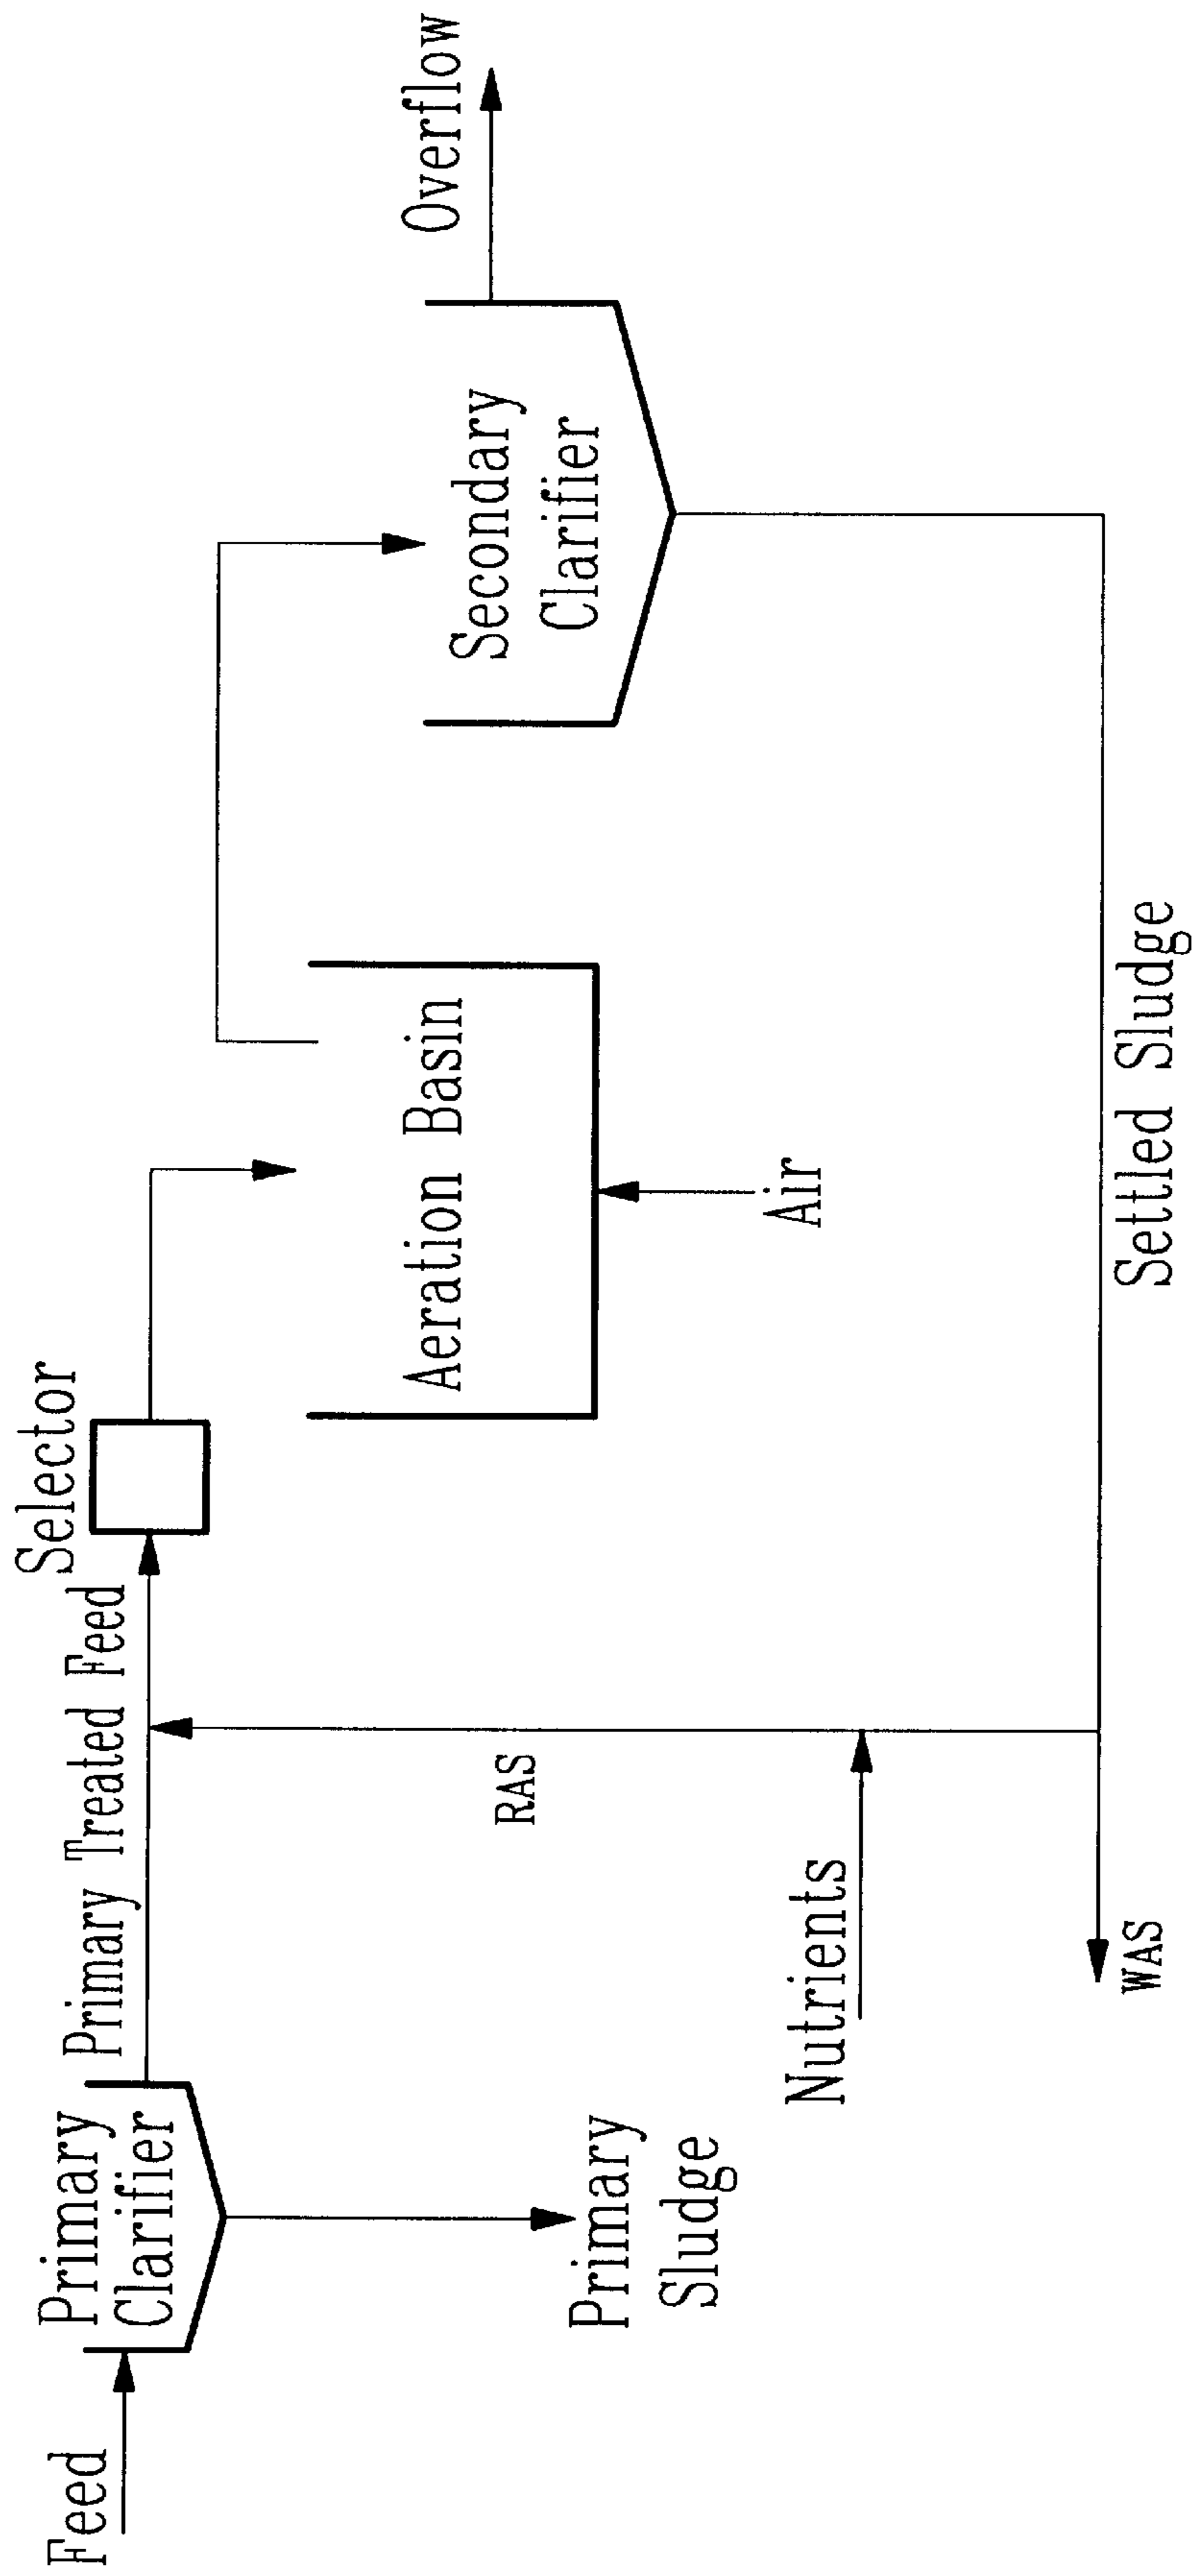 Feed
Primary
Clarifier
Primary Treated Feed
Selector
Primary
Sludge
Nutrients
RAS
WAS
Aeration Basin
Air
Secondary
Clarifier
Overflow
Settled Sludge